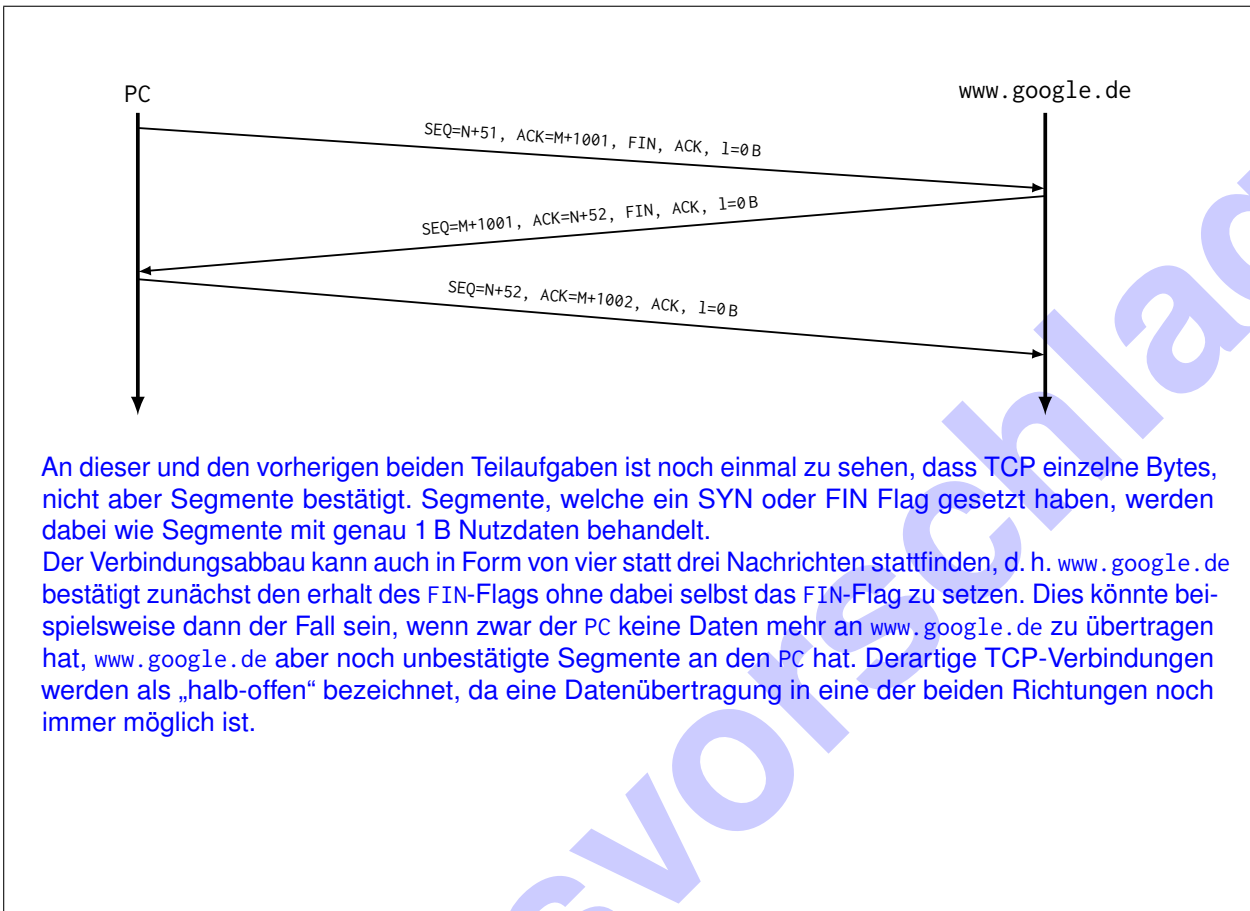 PC
www.google.de
SEQ=N+51, ACK=M+1001, FIN, ACK, l=0B
SEQ=M+1001, ACK=N+52, FIN, ACK, l=0B
SEQ=N+52, ACK=M+1002, ACK, l=0B
An dieser und den vorherigen beiden Teilaufgaben ist noch einmal zu sehen, dass TCP einzelne Bytes,
nicht aber Segmente bestätigt. Segmente, welche ein SYN oder FIN Flag gesetzt haben, werden
dabei wie Segmente mit genau 1 B Nutzdaten behandelt.
Der Verbindungsabbau kann auch in Form von vier statt drei Nachrichten stattfinden, d. h. www.google.de
bestätigt zunächst den erhalt des FIN-Flags ohne dabei selbst das FIN-Flag zu setzen. Dies könnte bei-
spielsweise dann der Fall sein, wenn zwar der PC keine Daten mehr an www.google.de zu übertragen
hat, www.google.de aber noch unbestätigte Segmente an den PC hat. Derartige TCP-Verbindungen
werden als „halb-offen“ bezeichnet, da eine Datenübertragung in eine der beiden Richtungen noch
immer möglich ist.
svorschlag